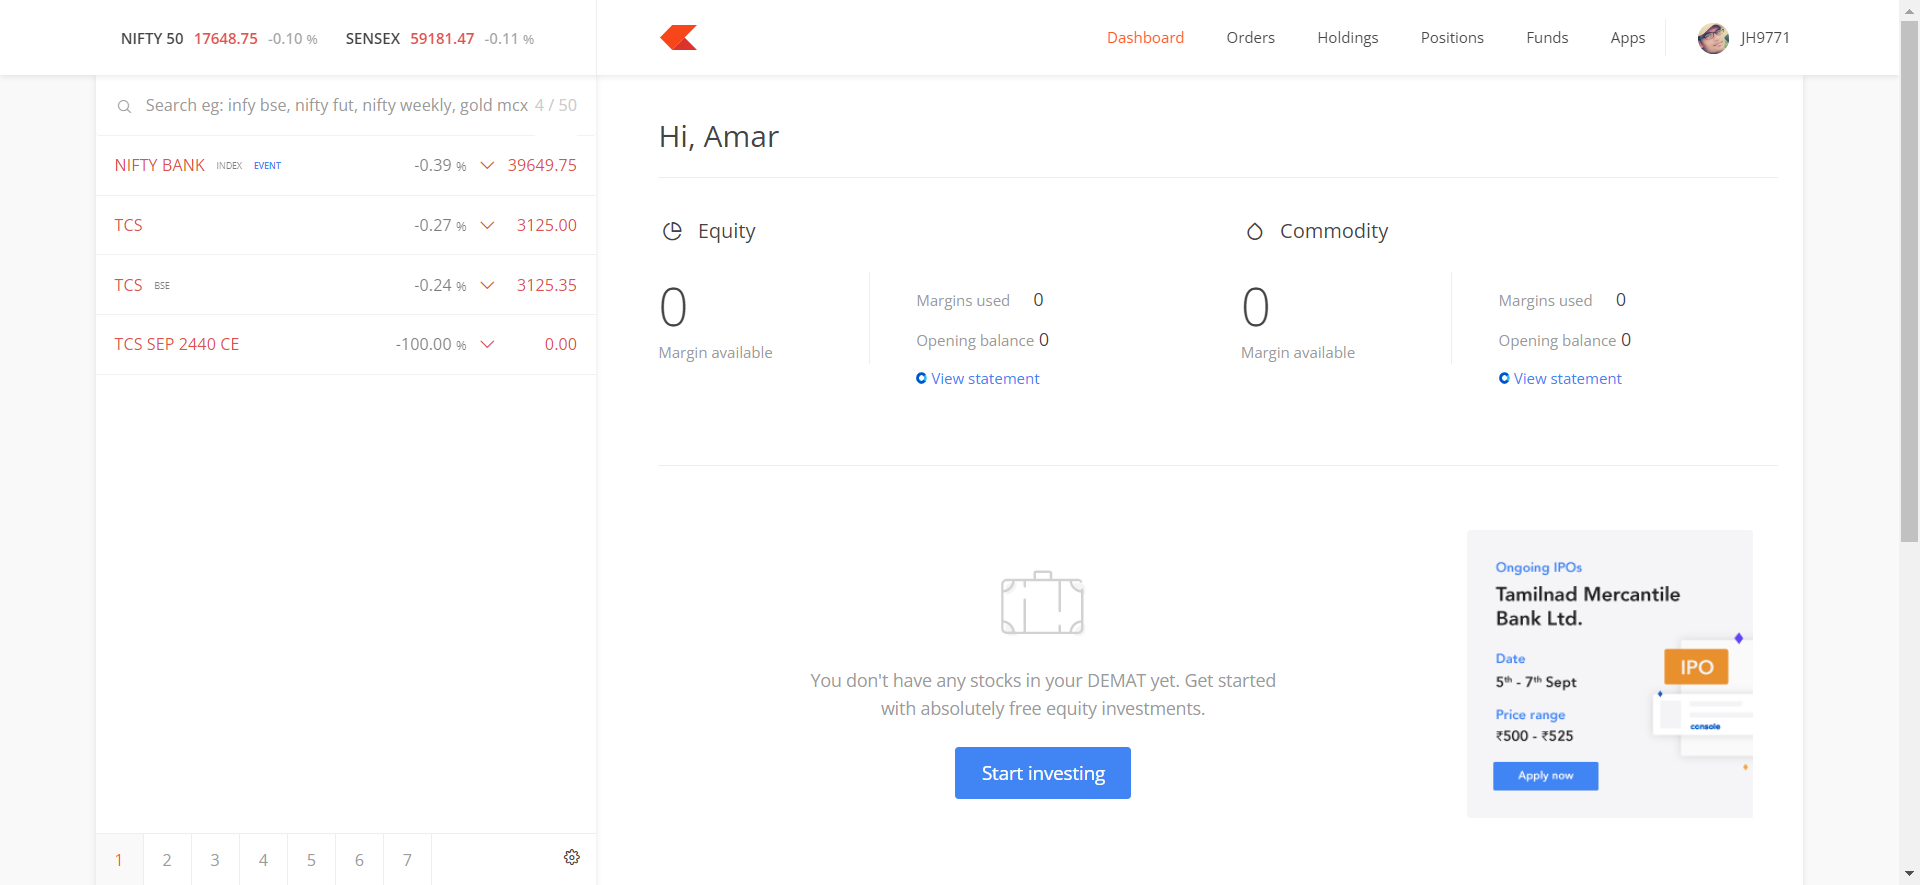 NIFTY 50 17648.75 -0.10 % SENSEX 59181.47 -0.11 %
Dashboard Orders Holdings Positions Funds Apps JH9771
Search eg: infy bse, nifty fut, nifty weekly, gold mcx 4 / 50
NIFTY BANK INDEX EVENT -0.39 % 39649.75
TCS -0.27 % 3125.00
TCS BSE -0.24 % 3125.35
TCS SEP 2440 CE -100.00 % 0.00
1 2 3 4 5 6 7
Hi, Amar
Equity
0
Margin available
Margins used 0
Opening balance 0
View statement
Commodity
0
Margin available
Margins used 0
Opening balance 0
View statement
You don't have any stocks in your DEMAT yet. Get started
with absolutely free equity investments.
Start investing
Ongoing IPOs
Tamilnad Mercantile
Bank Ltd.
Date
5th - 7th Sept
Price range
₹500 - ₹525
Apply now
IPO
console